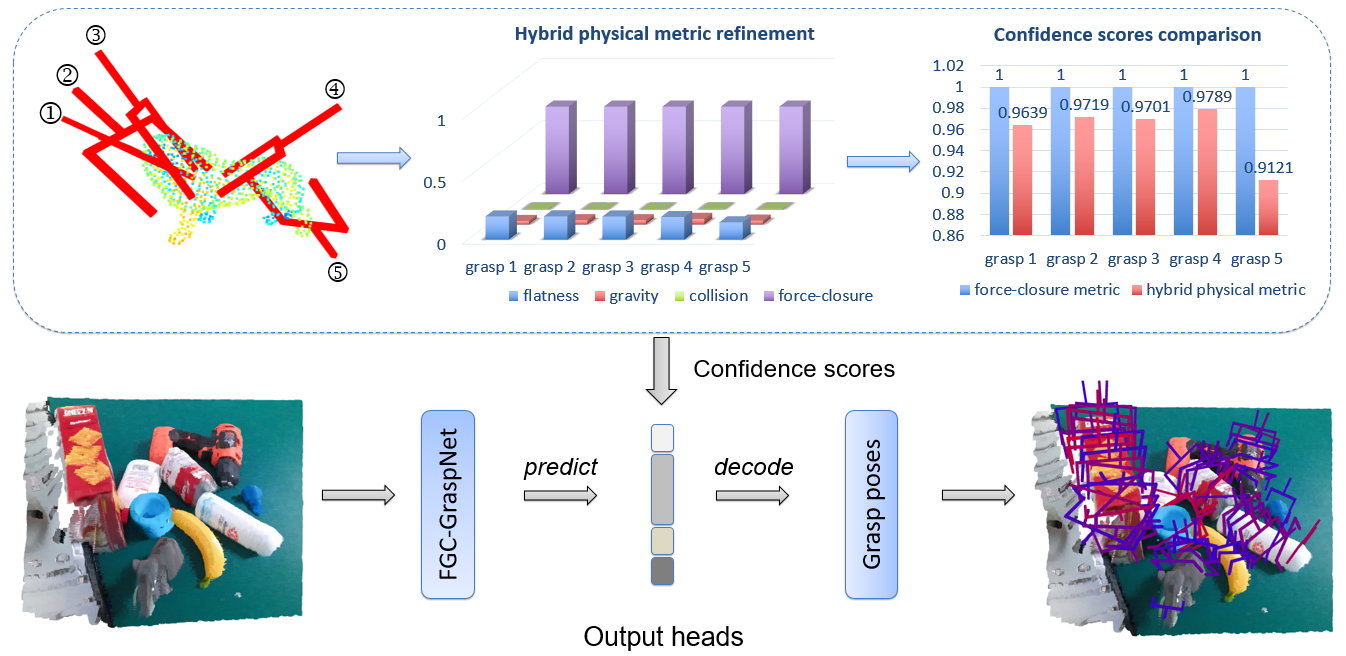 Hybrid physical metric refinement
Confidence scores comparison
③
②
①
④
⑤
1
0.5
0
grasp 1 grasp 2 grasp 3 grasp 4 grasp 5
flatness gravity collision force-closure
1.02
1
0.98
0.96
0.94
0.92
0.9
0.88
0.86
1 1 1 1 1
0.9639 0.9719 0.9701 0.9789 0.9121
grasp 1 grasp 2 grasp 3 grasp 4 grasp 5
force-closure metric hybrid physical metric
Confidence scores
FGC-GraspNet
predict
decode
Grasp poses
Output heads